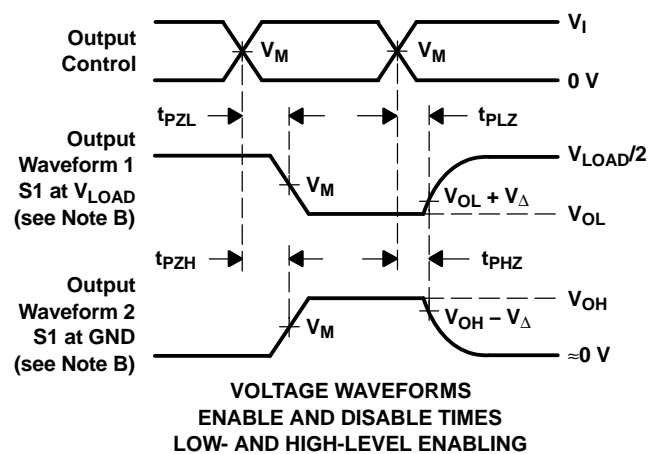 Output
Control
V_M
V_M
V_I
0 V
t_PZL
t_PLZ
Output
Waveform 1
S1 at V_LOAD
(see Note B)
V_M
V_LOAD/2
V_OL + V_Δ
V_OL
t_PZH
t_PHZ
Output
Waveform 2
S1 at GND
(see Note B)
V_M
V_OH
V_OH − V_Δ
≈0 V
VOLTAGE WAVEFORMS
ENABLE AND DISABLE TIMES
LOW- AND HIGH-LEVEL ENABLING